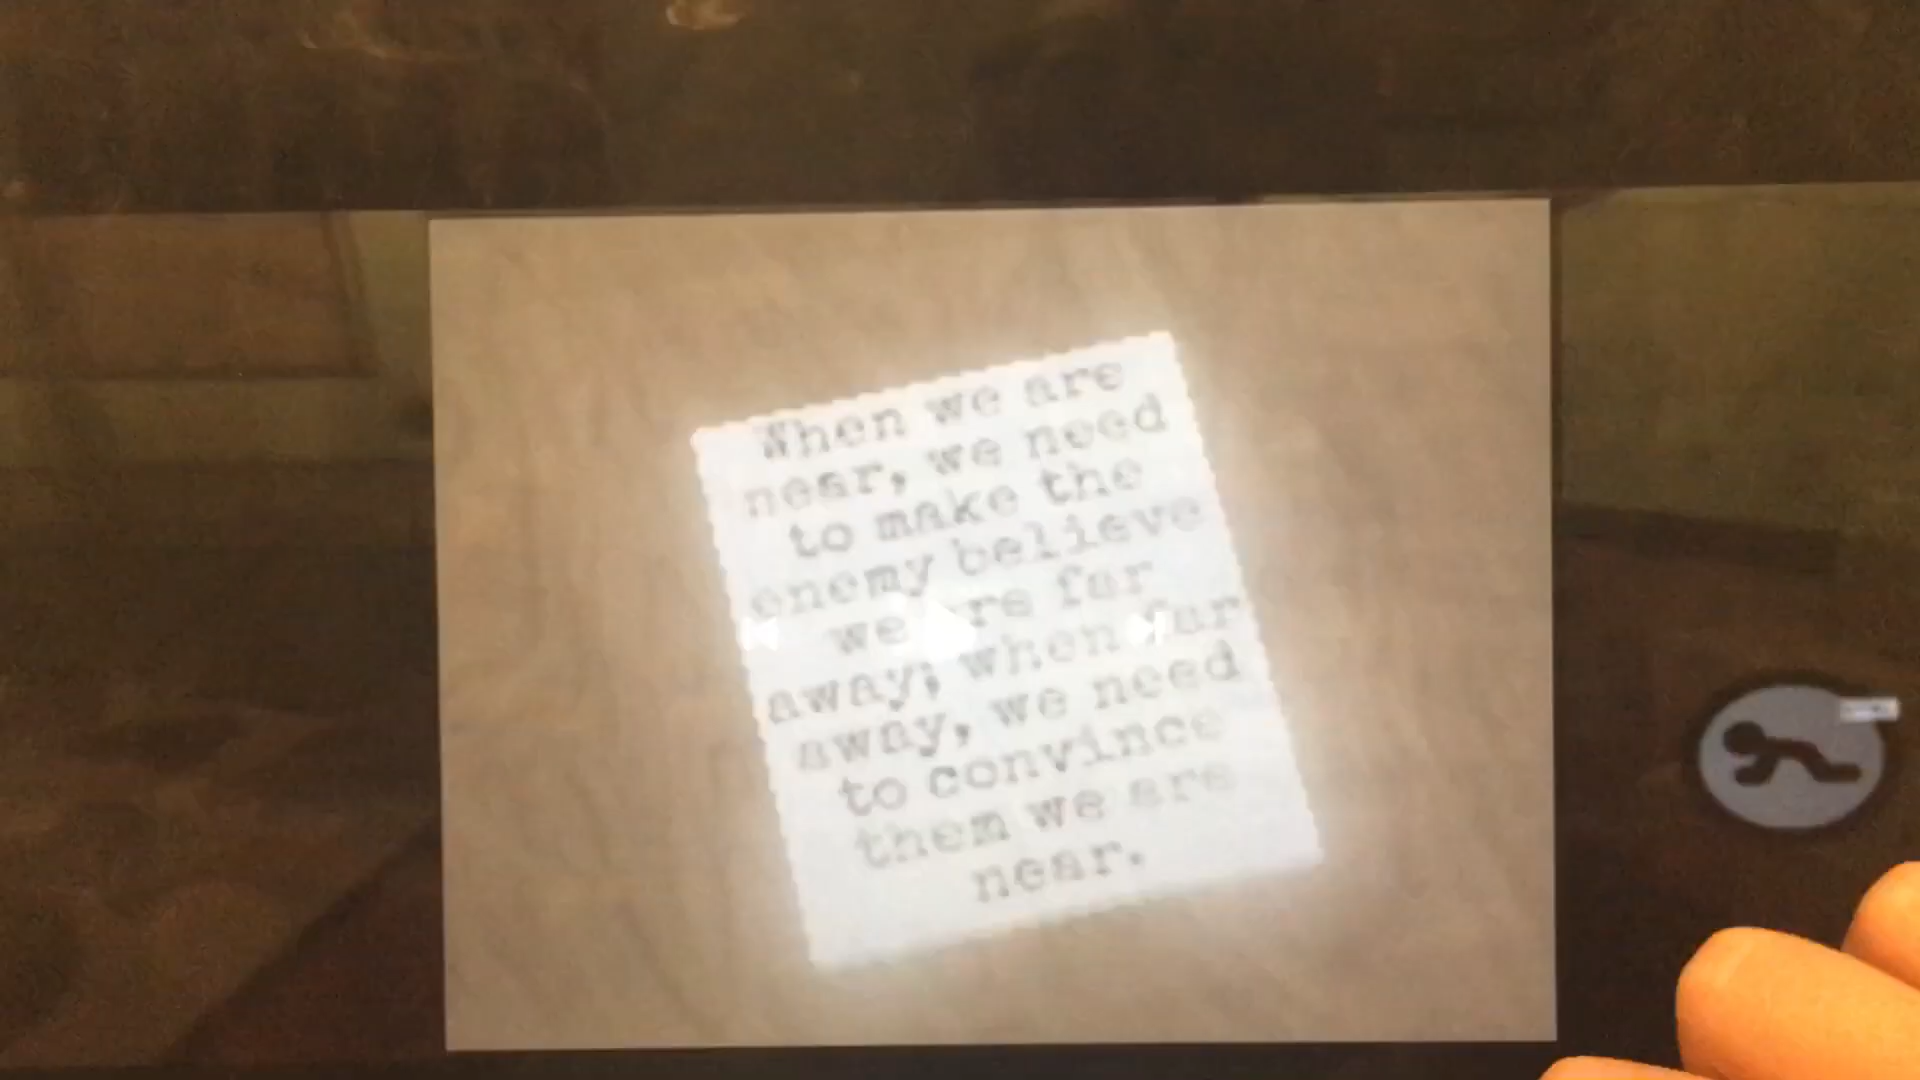 When we are
near, we need
to make the
enemy believe
we are far
away; when far
away, we need
to convince
them we are
near.